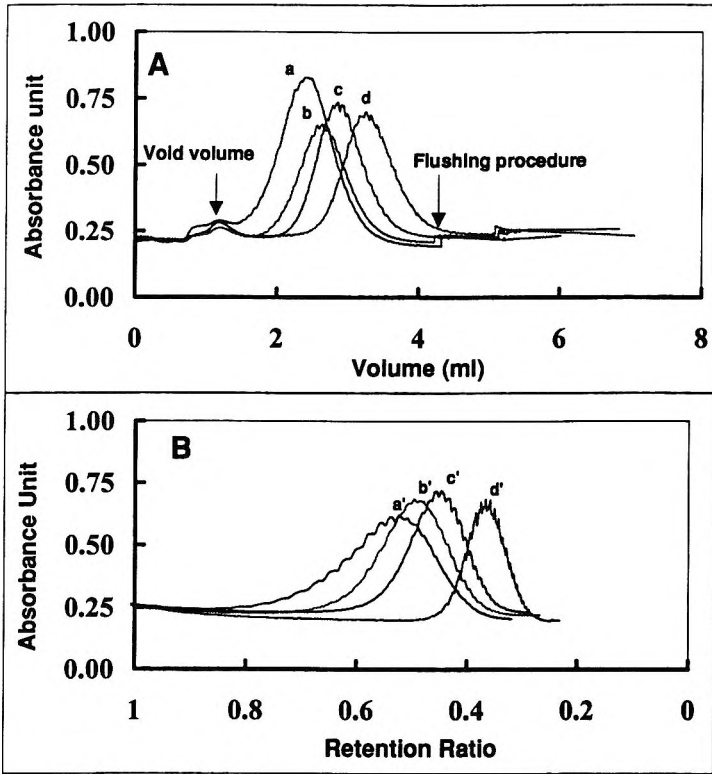 A
1.00
0.75
0.50
0.25
0.00
Absorbance unit
a
b
c
d
Void volume
Flushing procedure
0
2
4
6
8
Volume (ml)
B
1.00
0.75
0.50
0.25
0.00
Absorbance Unit
a'
b'
c'
d'
1
0.8
0.6
0.4
0.2
0
Retention Ratio